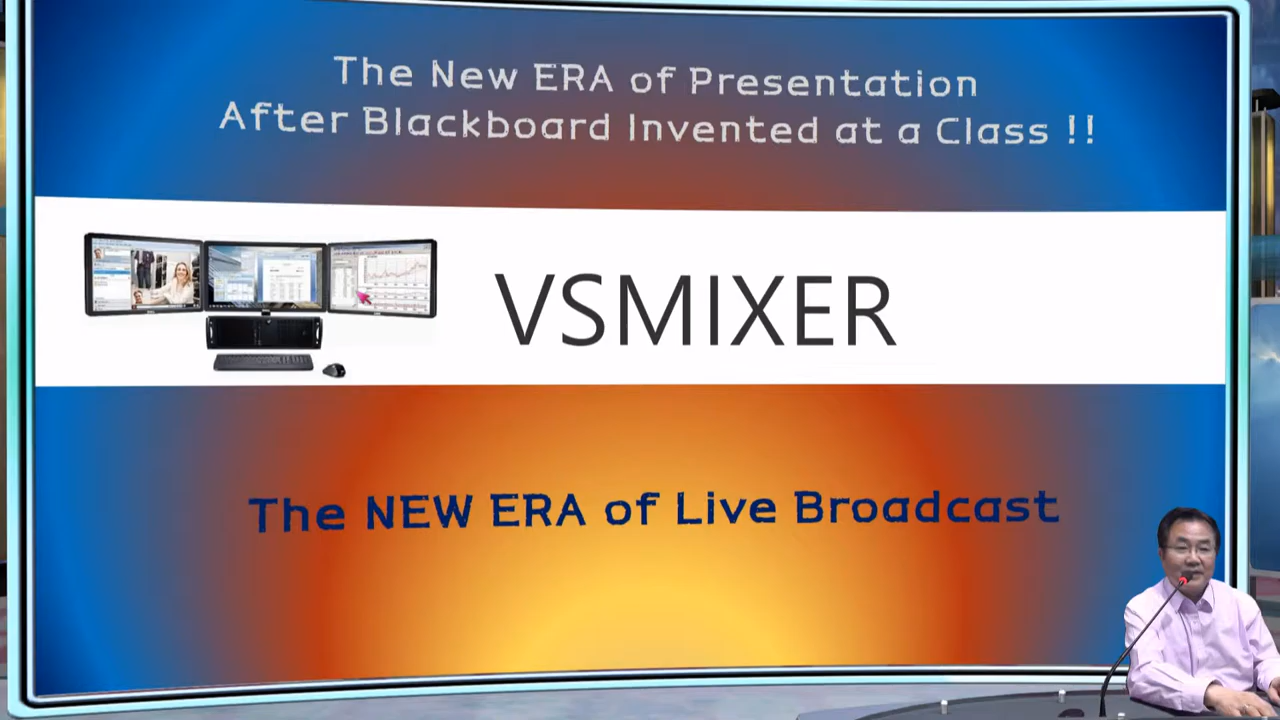 The New ERA of Presentation
After Blackboard Invented at a Class !!
VSMIXER
The NEW ERA of Live Broadcast